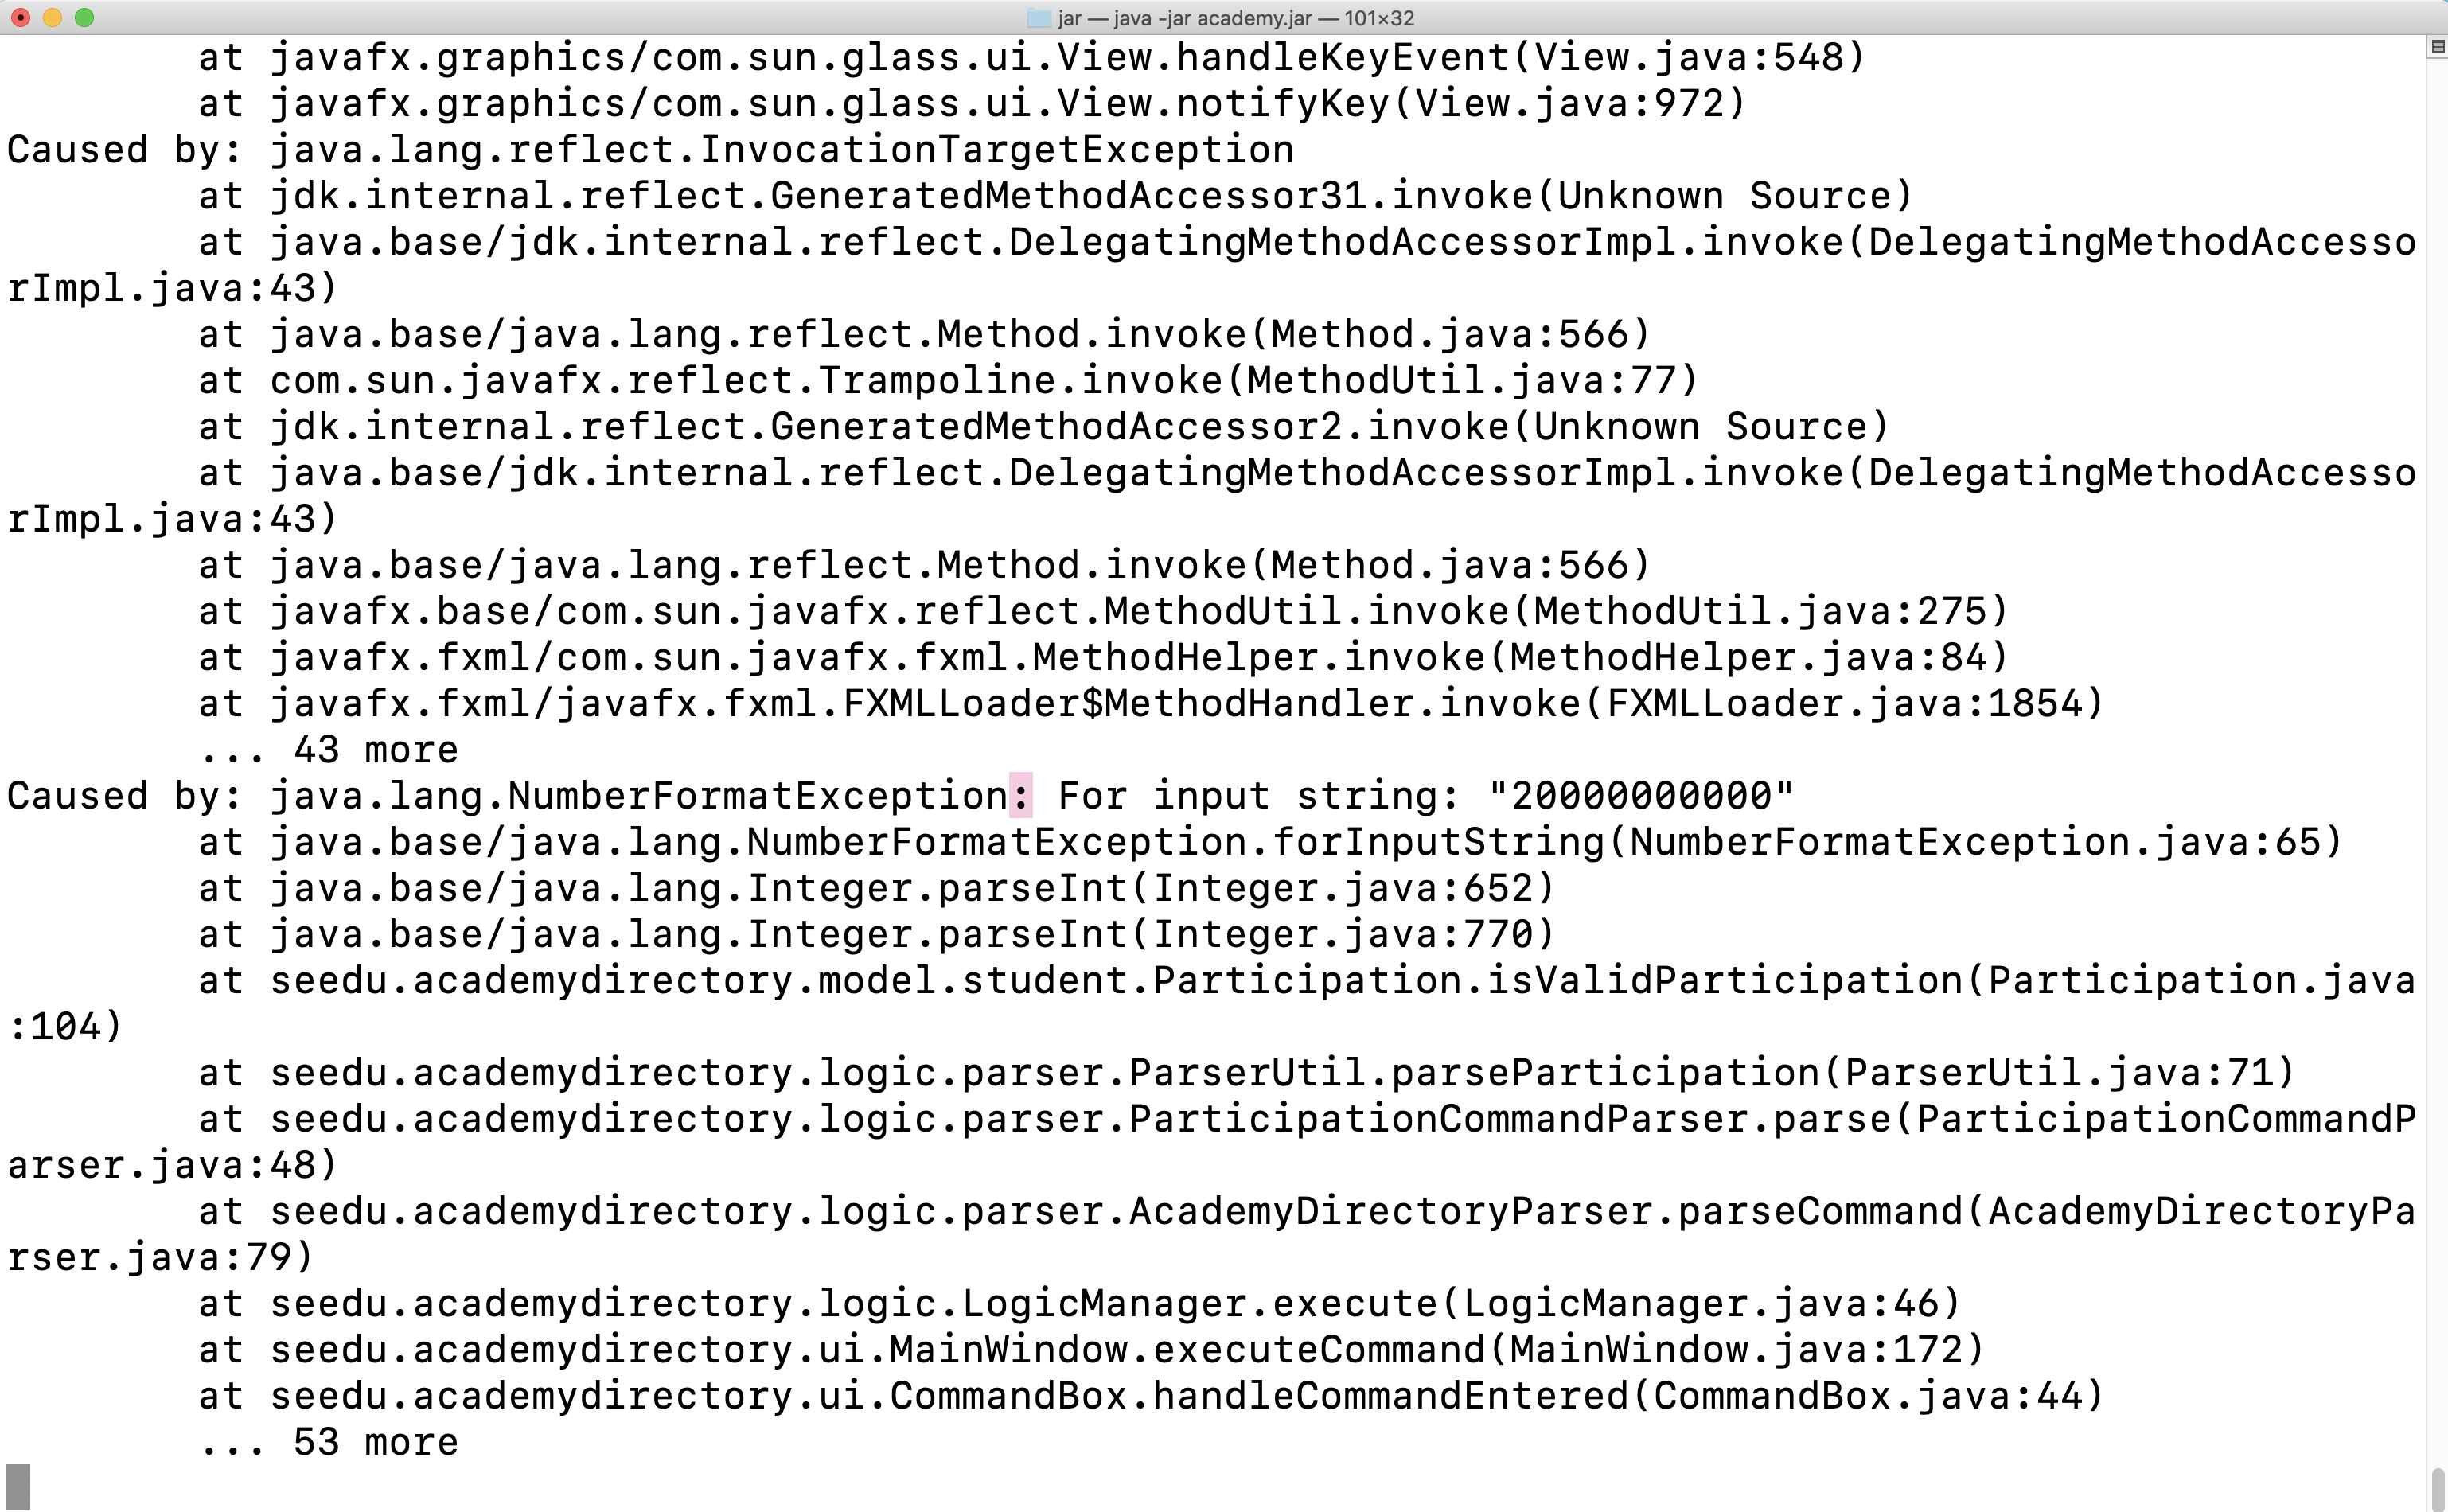 jar — java -jar academy.jar — 101×32
at javafx.graphics/com.sun.glass.ui.View.handleKeyEvent(View.java:548)
at javafx.graphics/com.sun.glass.ui.View.notifyKey(View.java:972)
Caused by: java.lang.reflect.InvocationTargetException
at jdk.internal.reflect.GeneratedMethodAccessor31.invoke(Unknown Source)
at java.base/jdk.internal.reflect.DelegatingMethodAccessorImpl.invoke(DelegatingMethodAccesso
rImpl.java:43)
at java.base/java.lang.reflect.Method.invoke(Method.java:566)
at com.sun.javafx.reflect.Trampoline.invoke(MethodUtil.java:77)
at jdk.internal.reflect.GeneratedMethodAccessor2.invoke(Unknown Source)
at java.base/jdk.internal.reflect.DelegatingMethodAccessorImpl.invoke(DelegatingMethodAccesso
rImpl.java:43)
at java.base/java.lang.reflect.Method.invoke(Method.java:566)
at javafx.base/com.sun.javafx.reflect.MethodUtil.invoke(MethodUtil.java:275)
at javafx.fxml/com.sun.javafx.fxml.MethodHelper.invoke(MethodHelper.java:84)
at javafx.fxml/javafx.fxml.FXMLLoader$MethodHandler.invoke(FXMLLoader.java:1854)
... 43 more
Caused by: java.lang.NumberFormatException: For input string: "20000000000"
at java.base/java.lang.NumberFormatException.forInputString(NumberFormatException.java:65)
at java.base/java.lang.Integer.parseInt(Integer.java:652)
at java.base/java.lang.Integer.parseInt(Integer.java:770)
at seedu.academydirectory.model.student.Participation.isValidParticipation(Participation.java
:104)
at seedu.academydirectory.logic.parser.ParserUtil.parseParticipation(ParserUtil.java:71)
at seedu.academydirectory.logic.parser.ParticipationCommandParser.parse(ParticipationCommandP
arser.java:48)
at seedu.academydirectory.logic.parser.AcademyDirectoryParser.parseCommand(AcademyDirectoryPa
rser.java:79)
at seedu.academydirectory.logic.LogicManager.execute(LogicManager.java:46)
at seedu.academydirectory.ui.MainWindow.executeCommand(MainWindow.java:172)
at seedu.academydirectory.ui.CommandBox.handleCommandEntered(CommandBox.java:44)
... 53 more